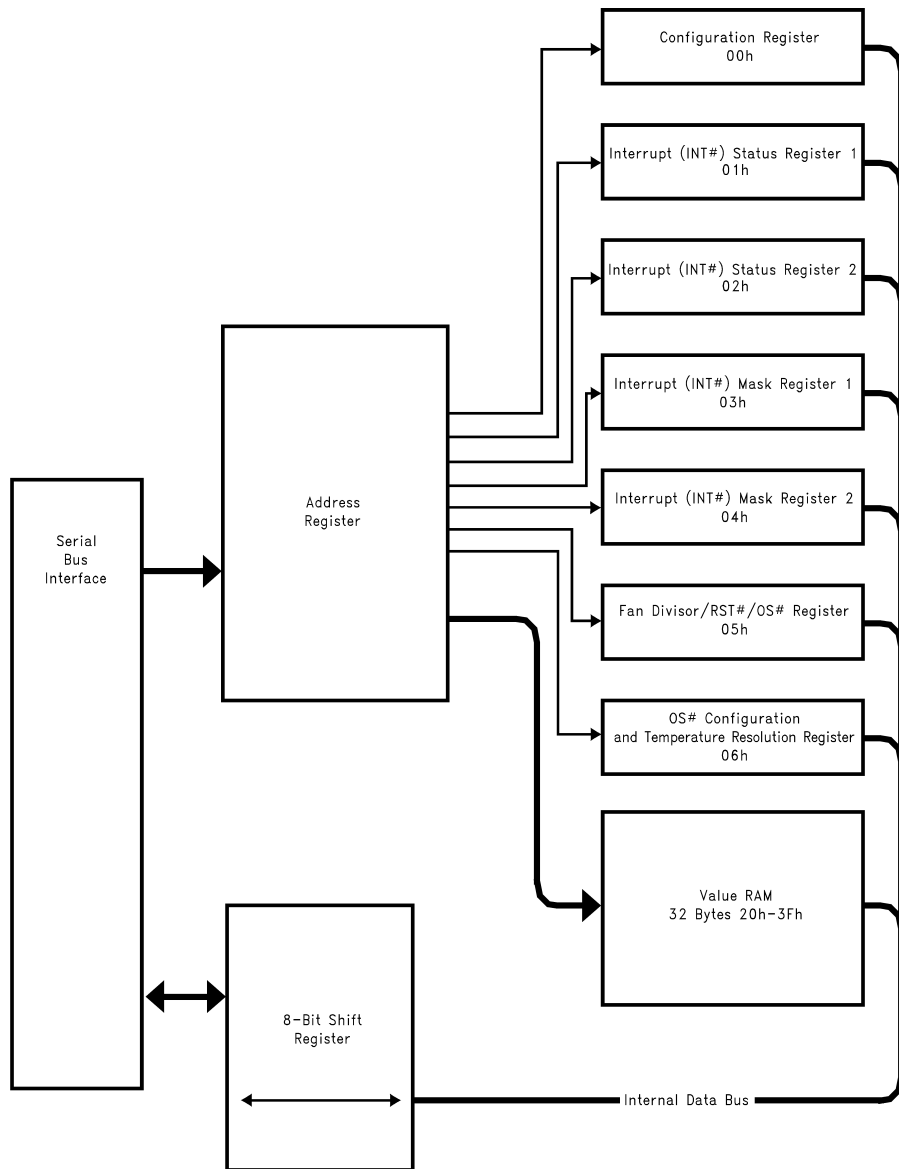 Configuration Register
00h
Interrupt (INT#) Status Register 1
01h
Interrupt (INT#) Status Register 2
02h
Interrupt (INT#) Mask Register 1
03h
Interrupt (INT#) Mask Register 2
04h
Fan Divisor/RST#/OS# Register
05h
OS# Configuration
and Temperature Resolution Register
06h
Value RAM
32 Bytes 20h-3Fh
Address
Register
Serial
Bus
Interface
8-Bit Shift
Register
Internal Data Bus